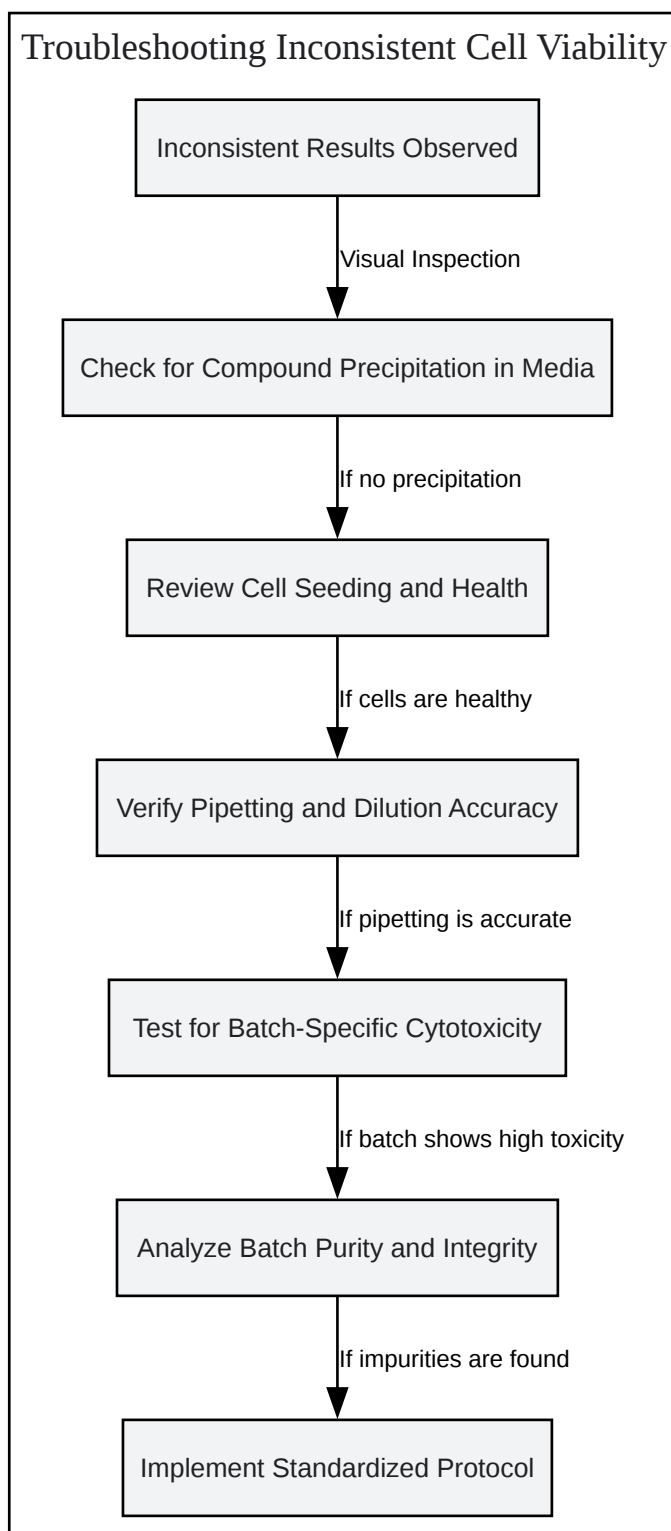 Troubleshooting Inconsistent Cell Viability
Inconsistent Results Observed
Visual Inspection
Check for Compound Precipitation in Media
If no precipitation
Review Cell Seeding and Health
If cells are healthy
Verify Pipetting and Dilution Accuracy
If pipetting is accurate
Test for Batch-Specific Cytotoxicity
If batch shows high toxicity
Analyze Batch Purity and Integrity
If impurities are found
Implement Standardized Protocol